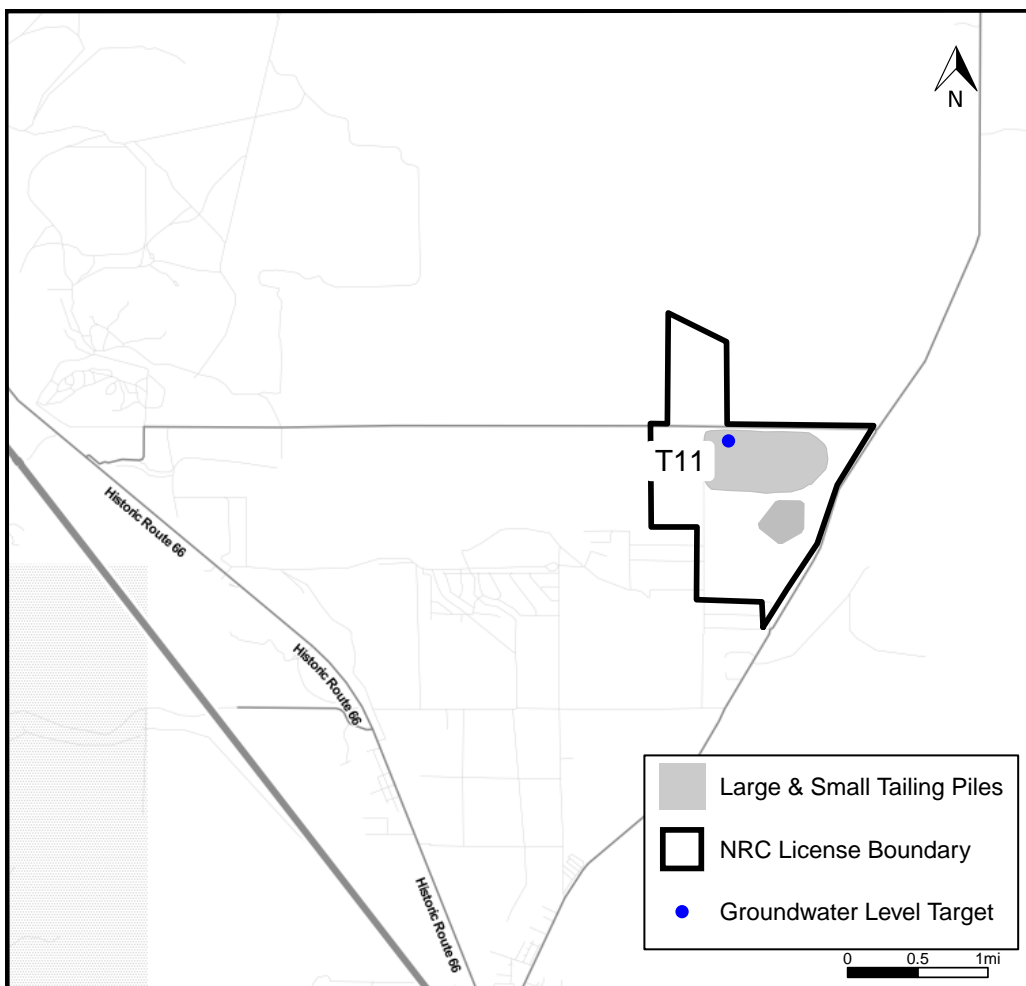 N
T11
Historic Route 66
Historic Route 66
Historic Route 66
Large & Small Tailing Piles
NRC License Boundary
Groundwater Level Target
0 0.5 1mi